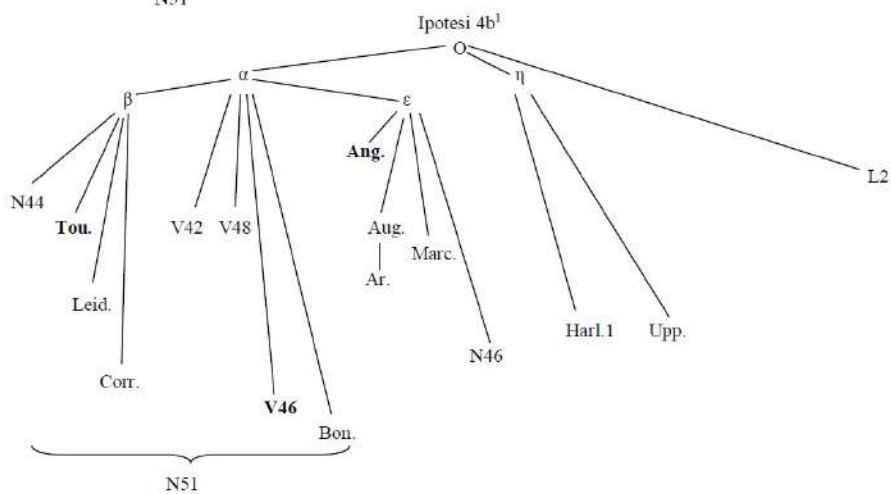 N51
Ipotesi 4b¹
O
α
η
β
ε
Ang.
L2
N44
Tou.
V42
V48
Aug.
Marc.
Ar.
Leid.
Harl.1
Upp.
N46
Corr.
V46
Bon.
N51